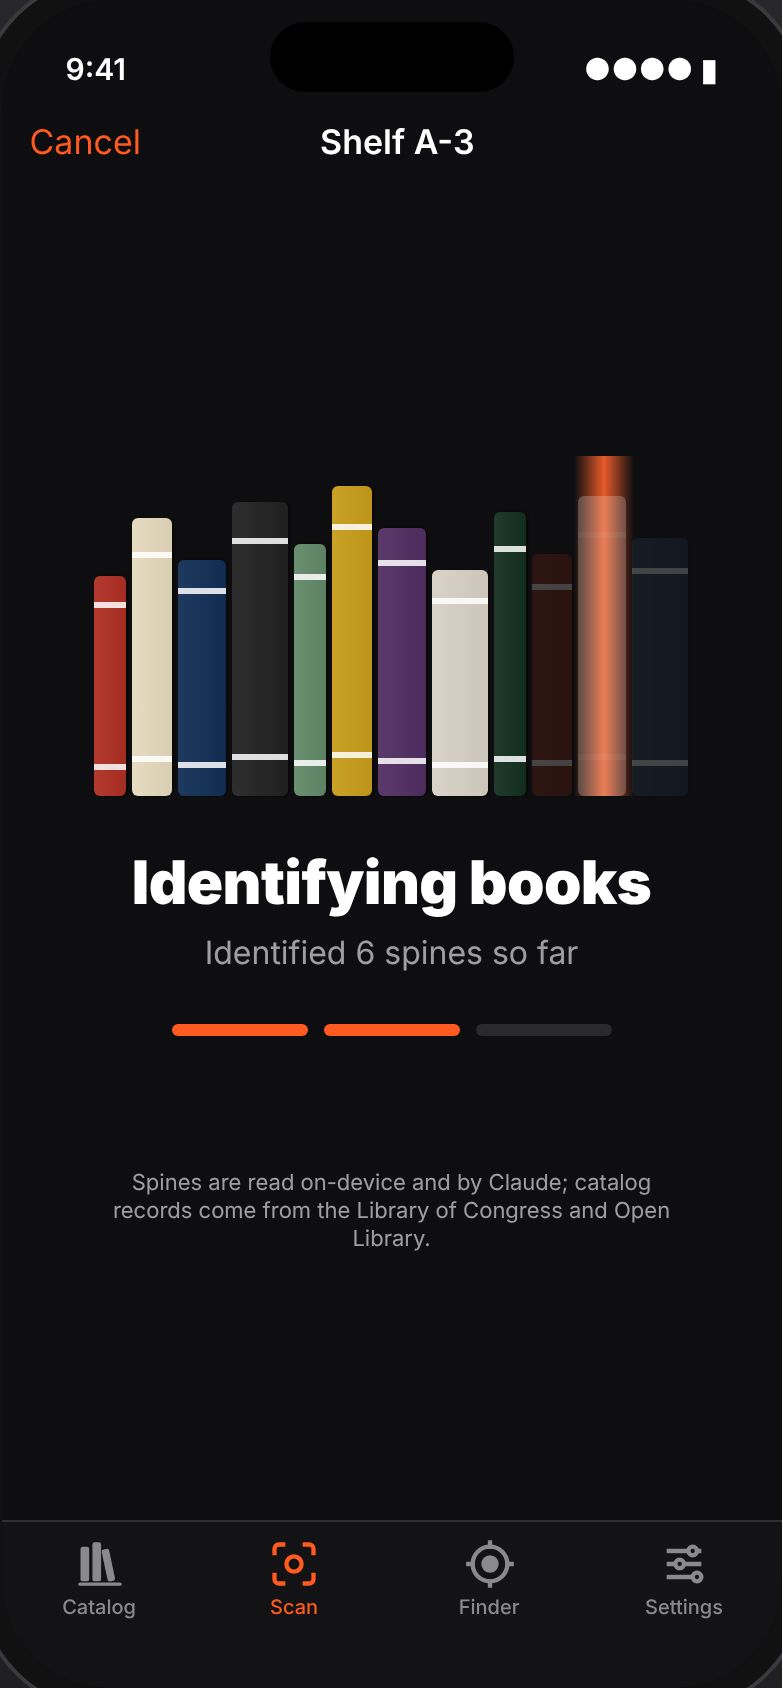 9:41
Cancel
Shelf A-3
Identifying books
Identified 6 spines so far
Spines are read on-device and by Claude; catalog
records come from the Library of Congress and Open
Library.
Catalog
Scan
Finder
Settings